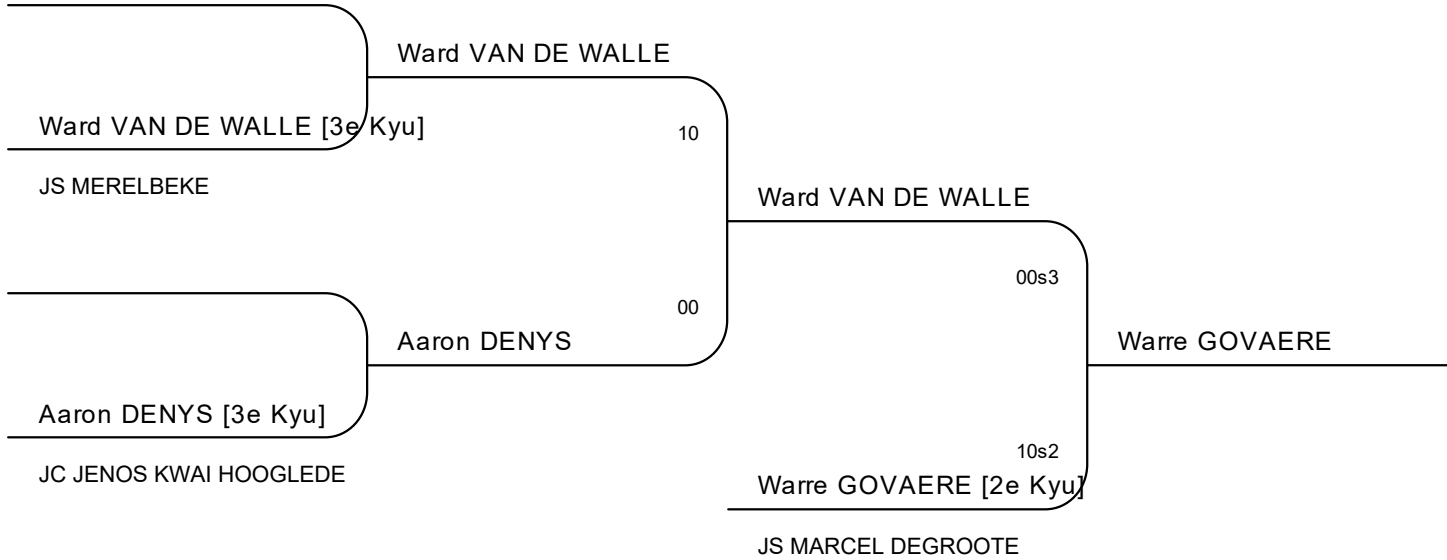 Ward VAN DE WALLE
Ward VAN DE WALLE [3e Kyu]
10
JS MERELBEKE
Ward VAN DE WALLE
00s3
00
Aaron DENYS
Warre GOVAERE
Aaron DENYS [3e Kyu]
10s2
JC JENOS KWAI HOOGLEDE
Warre GOVAERE [2e Kyu]
JS MARCEL DEGROOTE